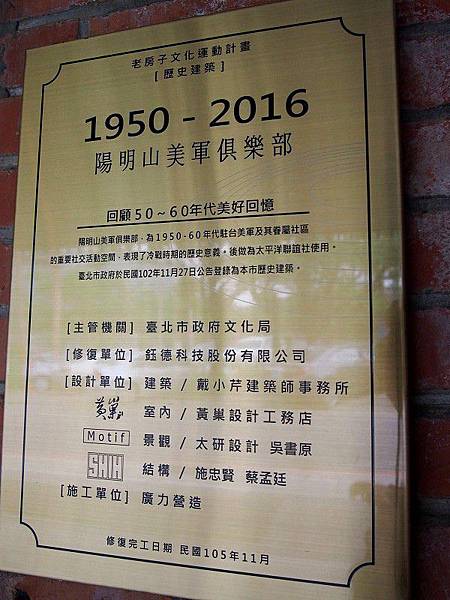 老房子文化運動計畫
[歷史建築]
1950 - 2016
陽明山美軍俱樂部
回顧50~60年代美好回憶
陽明山美軍俱樂部，為1950-60年代駐台美軍及其眷屬社區
的重要社交活動空間，表現了冷戰時期的歷史意義。後做為太平洋聯誼社使用。
臺北市政府於民國102年11月27日公告登錄為本市歷史建築。
[主管機關] 臺北市政府文化局
[修復單位] 鈺德科技股份有限公司
[設計單位] 建築 / 戴小芹建築師事務所
黃巢 室內 / 黃巢設計工務店
Motif 景觀 / 太研設計 吳書原
SHIH 結構 / 施忠賢 蔡孟廷
[施工單位] 廣力營造
修復完工日期 民國105年11月